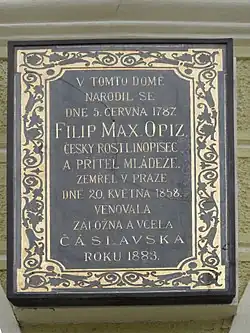 V TOMTO DOMĚ
NARODIL SE
DNE 5. ČERVNA 1787.
FILIP MAX. OPIZ.
ČESKÝ ROSTLINOPISEC
A PŘÍTEL MLÁDEŽE.
ZEMŘEL V PRAZE
DNE 20. KVĚTNA 1858.
VENOVALA
ZÁLOŽNA A VČELA
ČÁSLAVSKÁ
ROKU 1883.